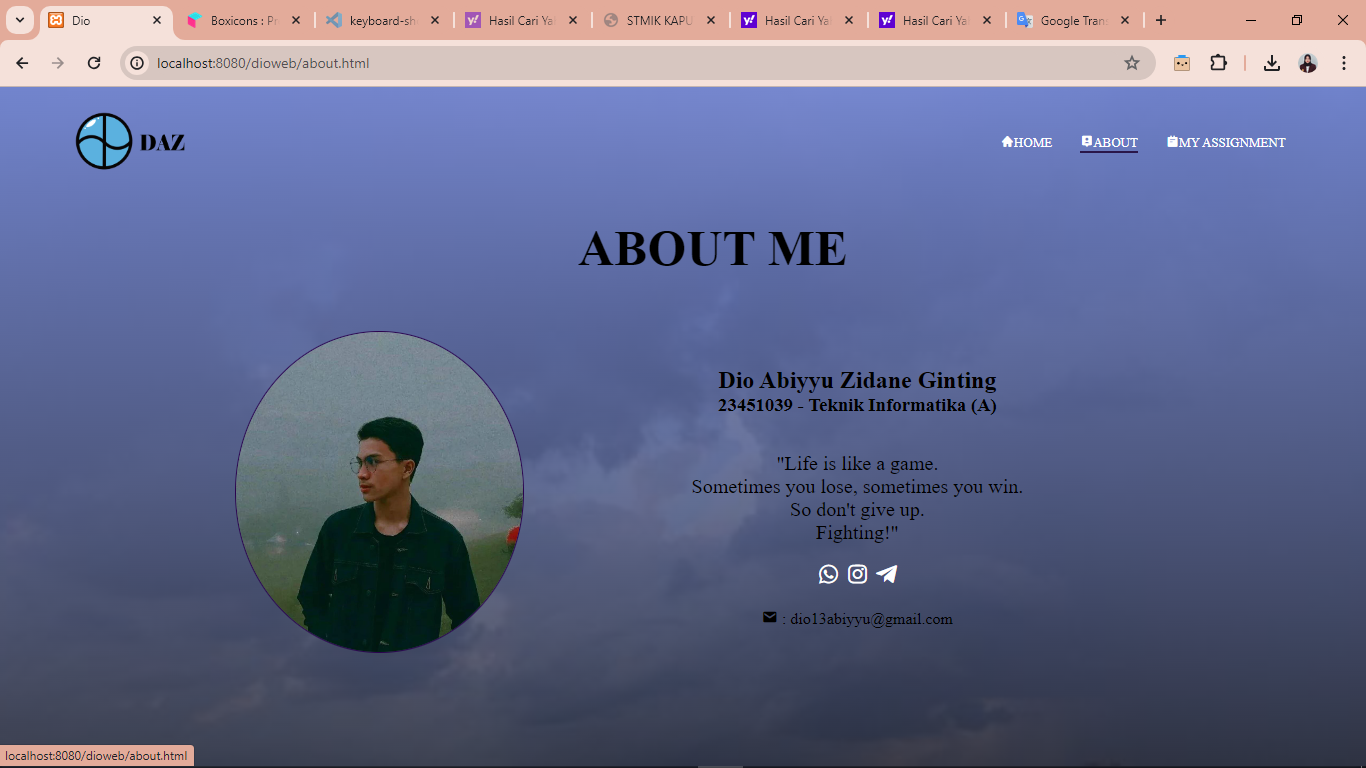 Dio
Boxicons : Pr
keyboard-sh
Hasil Cari Ya
STMIK KAPU
Hasil Cari Ya
Hasil Cari Ya
Google Trans
localhost:8080/dioweb/about.html
DAZ
HOME
ABOUT
MY ASSIGNMENT
ABOUT ME
Dio Abiyyu Zidane Ginting
23451039 - Teknik Informatika (A)
"Life is like a game.
Sometimes you lose, sometimes you win.
So don't give up.
Fighting!"
: dio13abiyyu@gmail.com
localhost:8080/dioweb/about.html